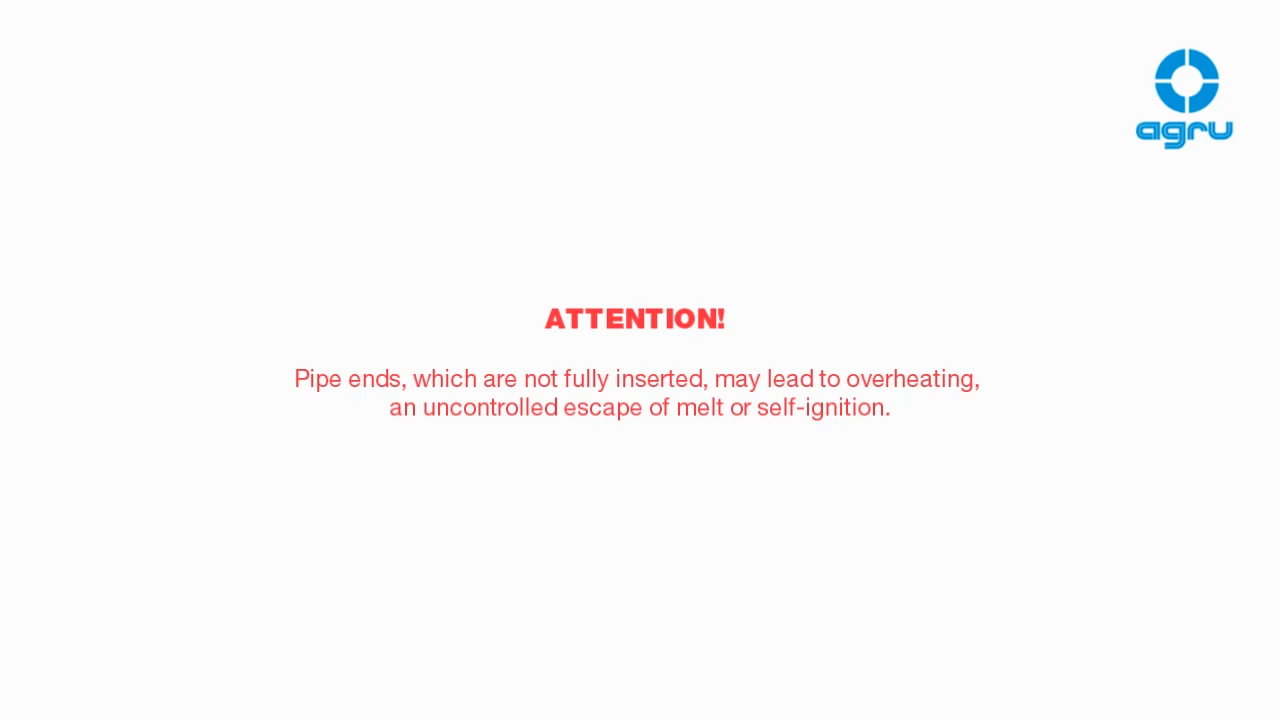 agru
ATTENTION!
Pipe ends, which are not fully inserted, may lead to overheating,
an uncontrolled escape of melt or self-ignition.